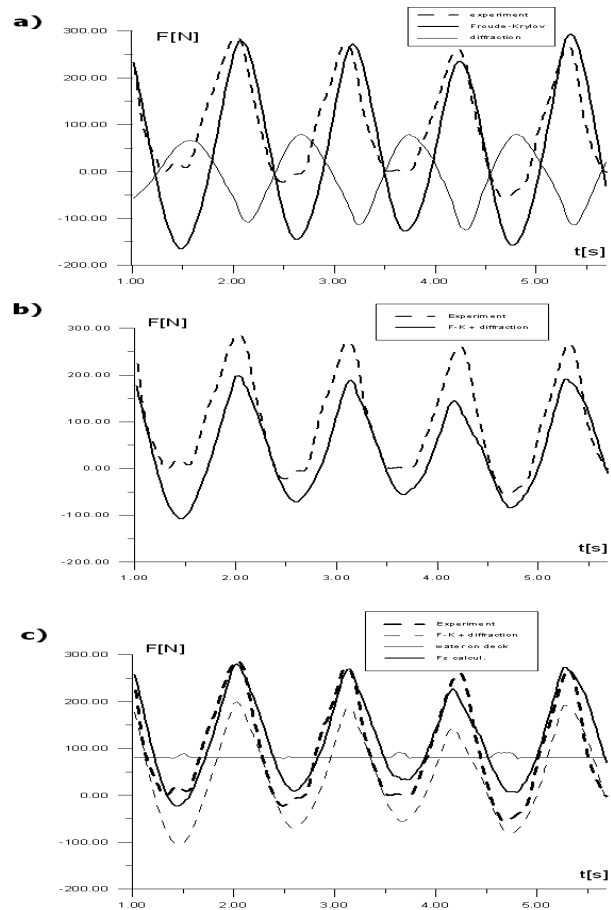 a)
F[N]
experiment
Froude-Krylov
diffraction
300.00
200.00
100.00
0.00
-100.00
-200.00
t[s]
1.00 2.00 3.00 4.00 5.00
b)
F[N]
Experiment
F-K + diffraction
300.00
200.00
100.00
0.00
-100.00
-200.00
t[s]
1.00 2.00 3.00 4.00 5.00
c)
F[N]
Experiment
F-K + diffraction
water on deck
Fz calcul.
300.00
200.00
100.00
0.00
-100.00
-200.00
t[s]
1.00 2.00 3.00 4.00 5.00